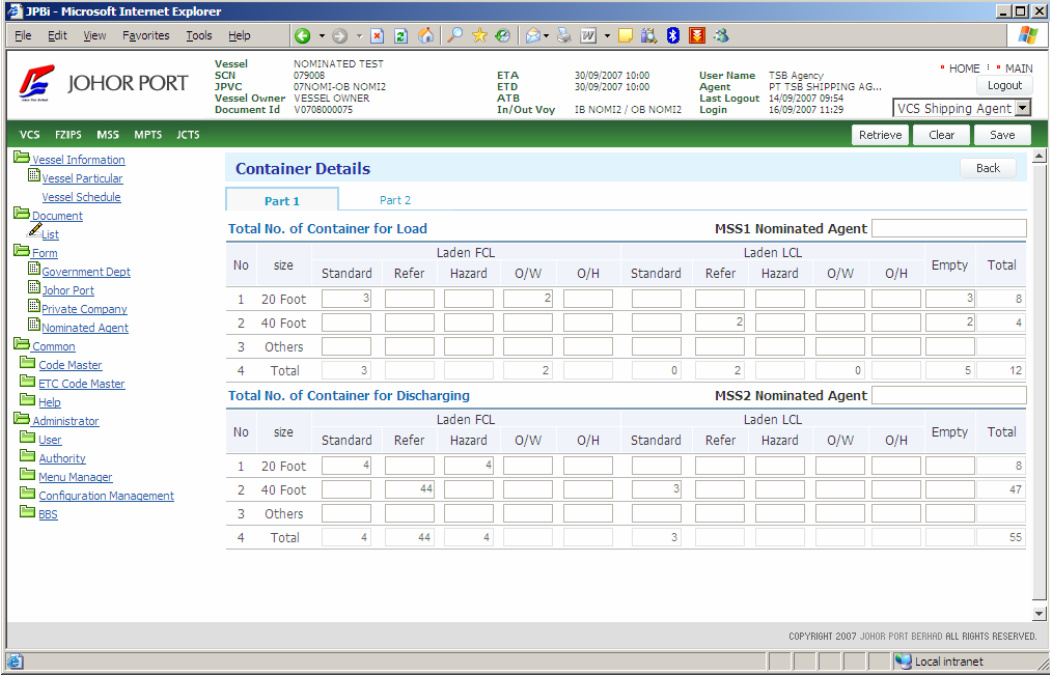 JPBi - Microsoft Internet Explorer
File Edit View Favorites Tools Help
JOHOR PORT
Vessel NOMINATED TEST
SCN 079008 ETA 30/09/2007 10:00 User Name TSB Agency
JPVC 07NOMI-OB NOMI2 ETD 30/09/2007 10:00 Agent PT TSB SHIPPING AG...
Vessel Owner VESSEL OWNER ATB Last Logout 14/09/2007 09:54
Document Id V0708000075 In/Out Voy IB NOMI2 / OB NOMI2 Login 16/09/2007 11:29
HOME MAIN
Logout
VCS Shipping Agent
VCS FZIIPS MSS MPTS JCTS Retrieve Clear Save
Vessel Information
Vessel Particular
Vessel Schedule
Document
List
Form
Government Dept
Johor Port
Private Company
Nominated Agent
Common
Code Master
ETC Code Master
Help
Administrator
User
Authority
Menu Manager
Configuration Management
BBS
Container Details Back
Part 1 Part 2
Total No. of Container for Load MSS1 Nominated Agent
No size Laden FCL Laden LCL Empty Total
Standard Refer Hazard O/W O/H Standard Refer Hazard O/W O/H
1 20 Foot 3 2 3 8
2 40 Foot 2 2 4
3 Others
4 Total 3 2 0 2 0 5 12
Total No. of Container for Discharging MSS2 Nominated Agent
No size Laden FCL Laden LCL Empty Total
Standard Refer Hazard O/W O/H Standard Refer Hazard O/W O/H
1 20 Foot 4 4 8
2 40 Foot 44 3 47
3 Others
4 Total 4 44 4 3 55
COPYRIGHT 2007 JOHOR PORT BERHAD ALL RIGHTS RESERVED.
Local intranet